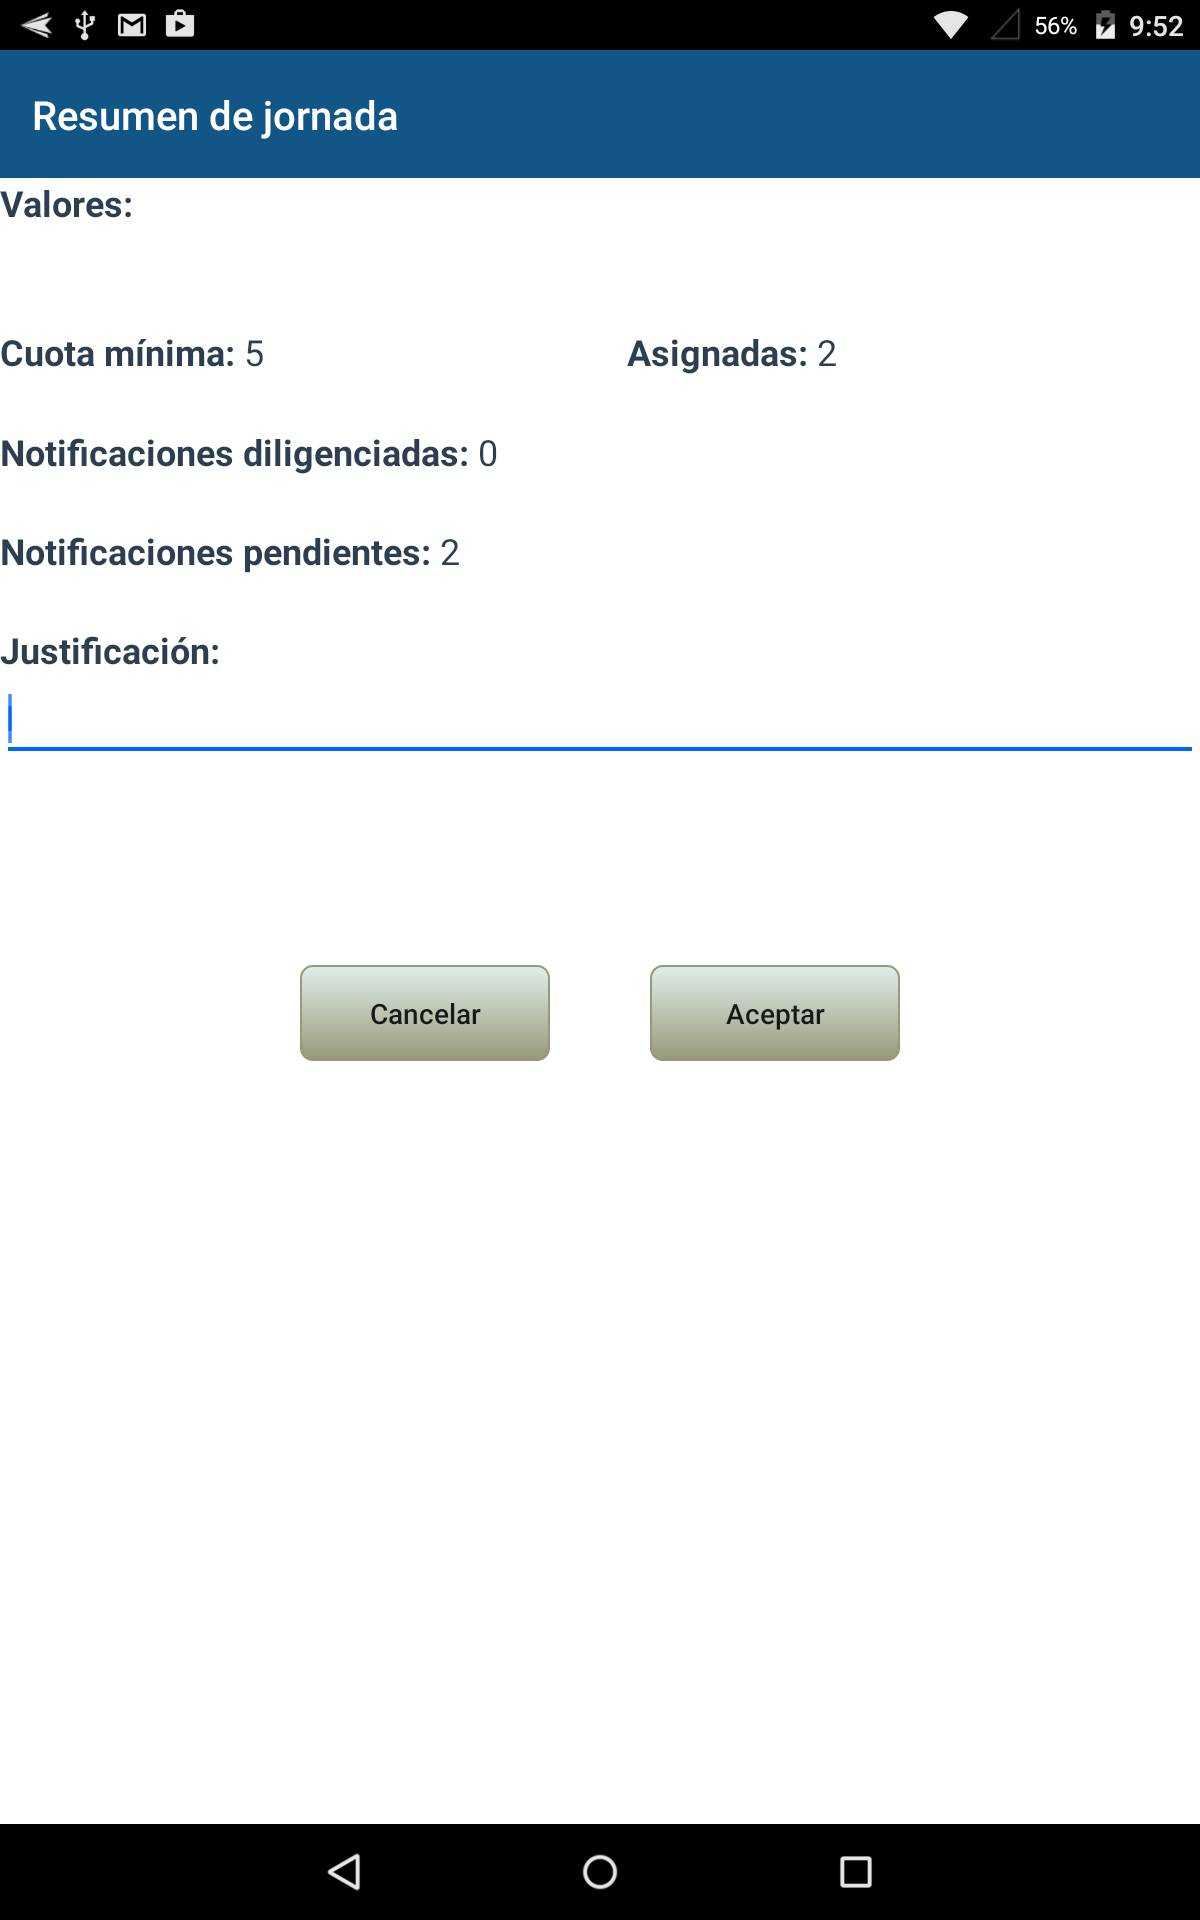 56% 9:52
Resumen de jornada
Valores:
Cuota mínima: 5 Asignadas: 2
Notificaciones diligenciadas: 0
Notificaciones pendientes: 2
Justificación:
Cancelar Aceptar